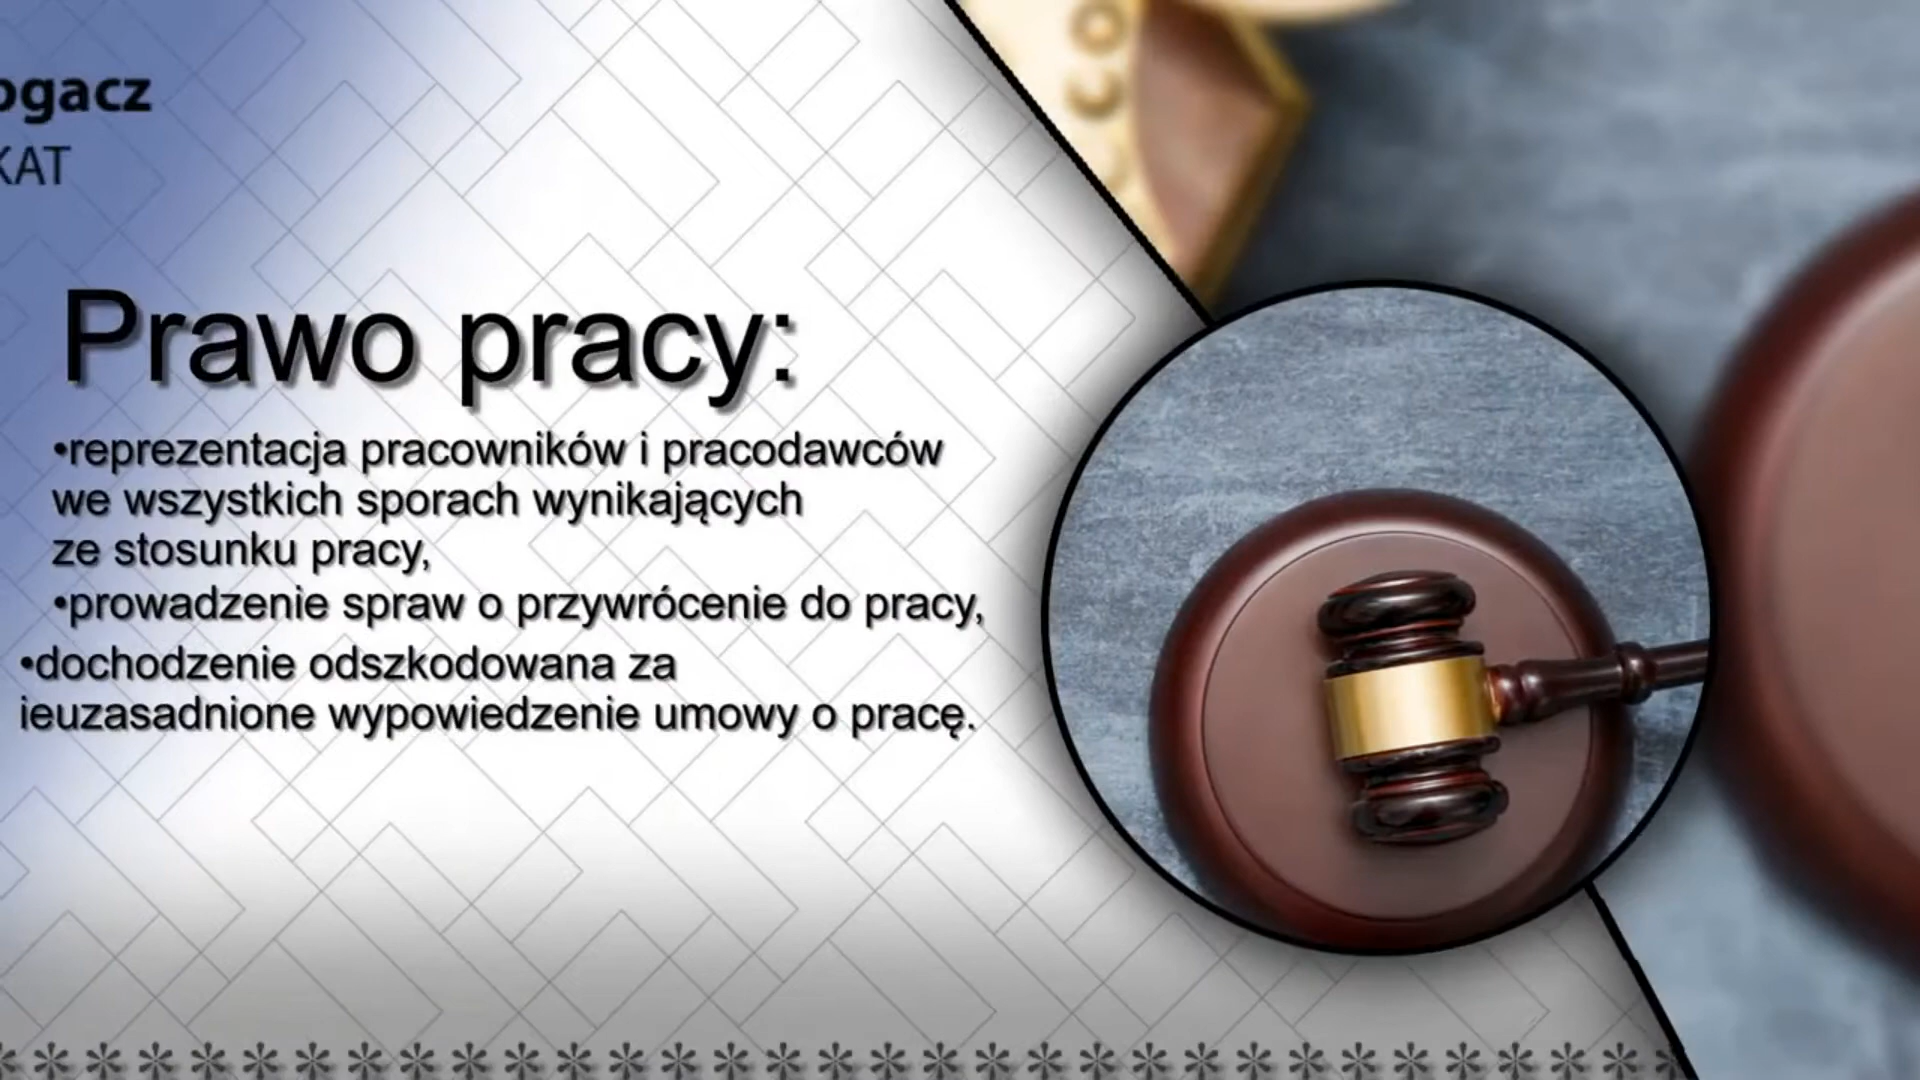 ogacz
KAT
Prawo pracy:
•reprezentacja pracowników i pracodawców
we wszystkich sporach wynikających
ze stosunku pracy,
•prowadzenie spraw o przywrócenie do pracy,
•dochodzenie odszkodowana za
ieuzasadnione wypowiedzenie umowy o pracę.